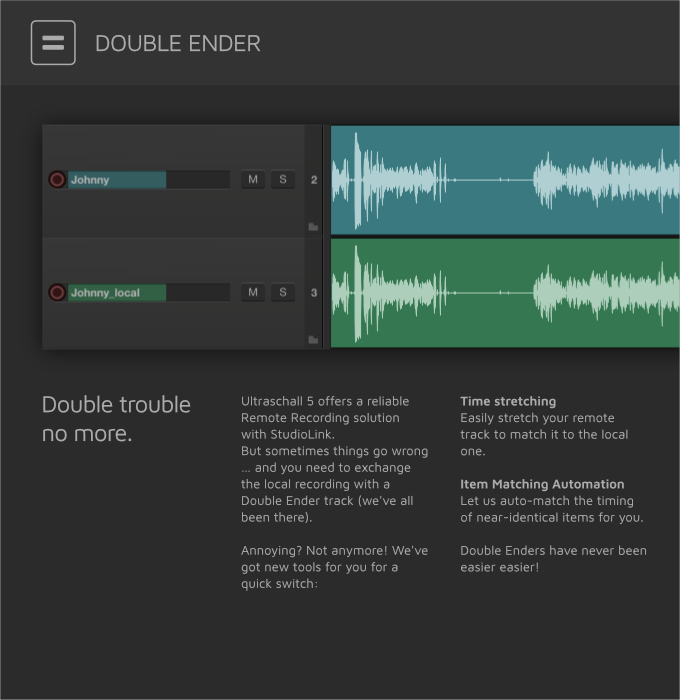 DOUBLE ENDER
Johnny
M S 2
Johnny_local
M S 3
Double trouble
no more.
Ultraschall 5 offers a reliable
Remote Recording solution
with StudioLink.
But sometimes things go wrong
... and you need to exchange
the local recording with a
Double Ender track (we've all
been there).
Annoying? Not anymore! We've
got new tools for you for a
quick switch:
Time stretching
Easily stretch your remote
track to match it to the local
one.
Item Matching Automation
Let us auto-match the timing
of near-identical items for you.
Double Enders have never been
easier easier!